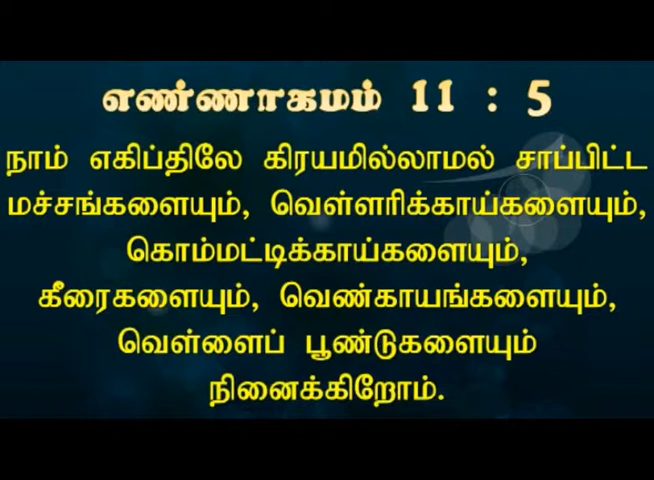 எண்ணாகமம் 11 : 5
நாம் எகிப்திலே கிரயமில்லாமல் சாப்பிட்ட
மச்சங்களையும், வெள்ளரிக்காய்களையும்,
கொம்மட்டிக்காய்களையும்,
கீரைகளையும், வெண்காயங்களையும்,
வெள்ளைப் பூண்டுகளையும்
நினைக்கிறோம்.